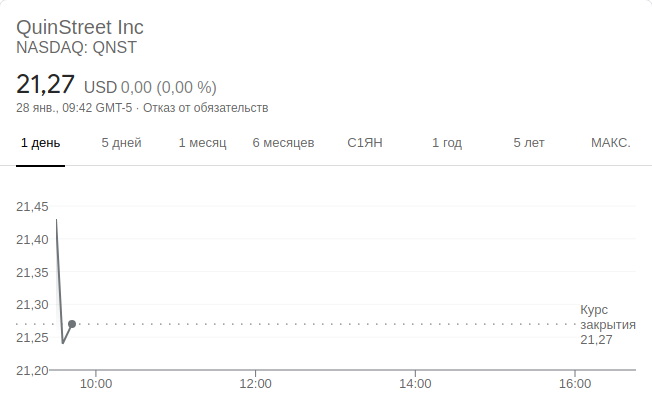 QuinStreet Inc
NASDAQ: QNST
21,27 USD 0,00 (0,00 %)
28 янв., 09:42 GMT-5 · Отказ от обязательств
1 день 5 дней 1 месяц 6 месяцев С1ЯН 1 год 5 лет МАКС.
21,45
21,40
21,35
21,30
21,25
21,20
Курс
закрытия
21,27
10:00 12:00 14:00 16:00